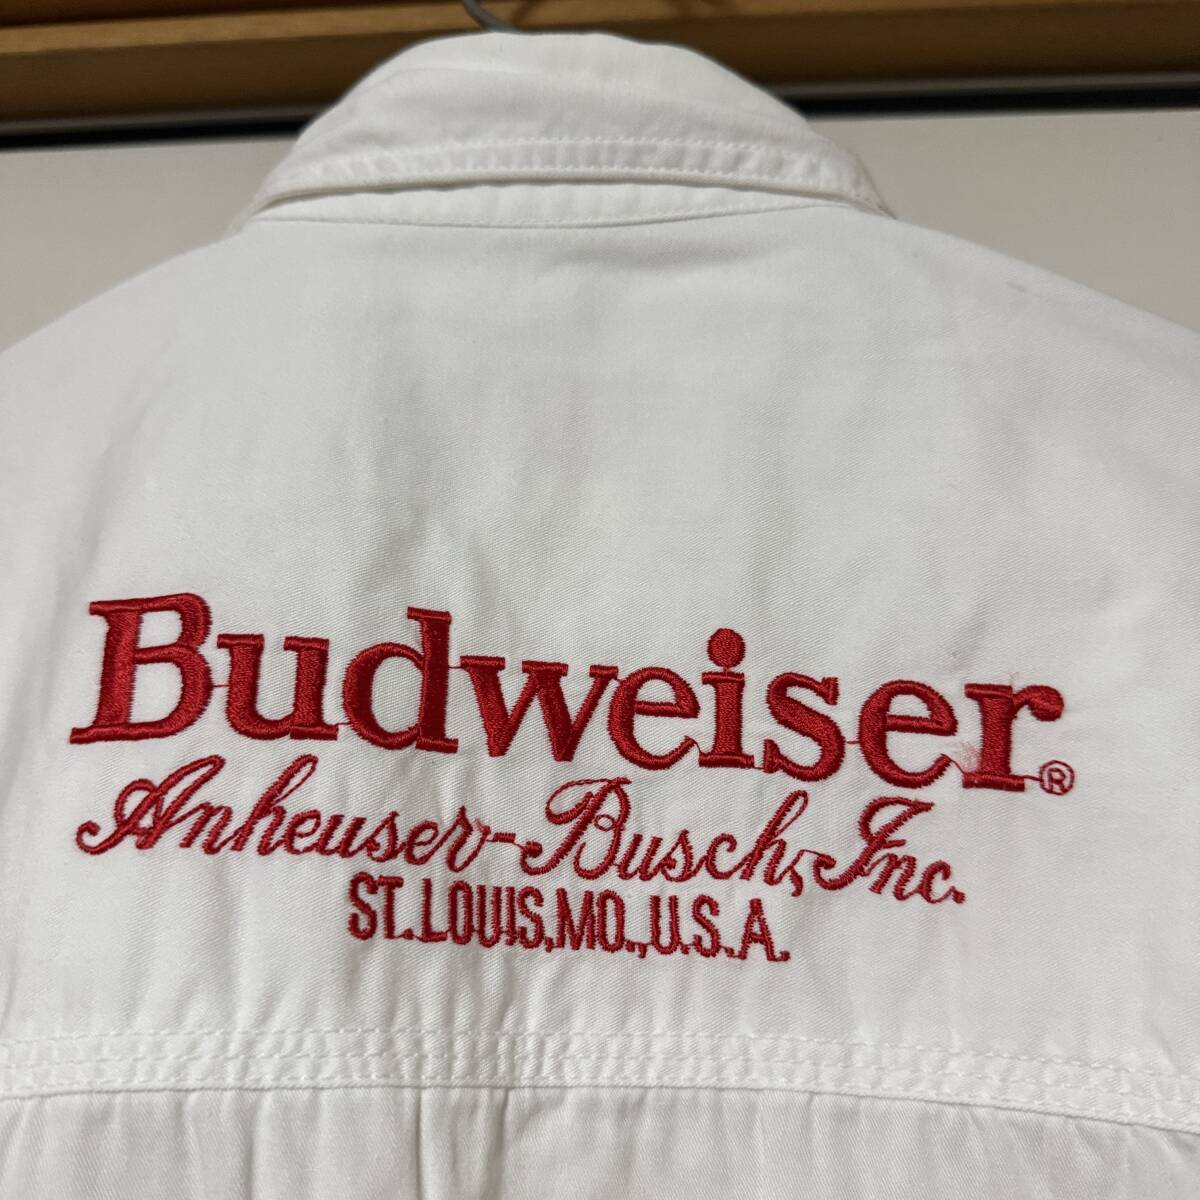 Budweiser®
Anheuser-Busch, Inc.
ST.LOUIS,MO.,U.S.A.